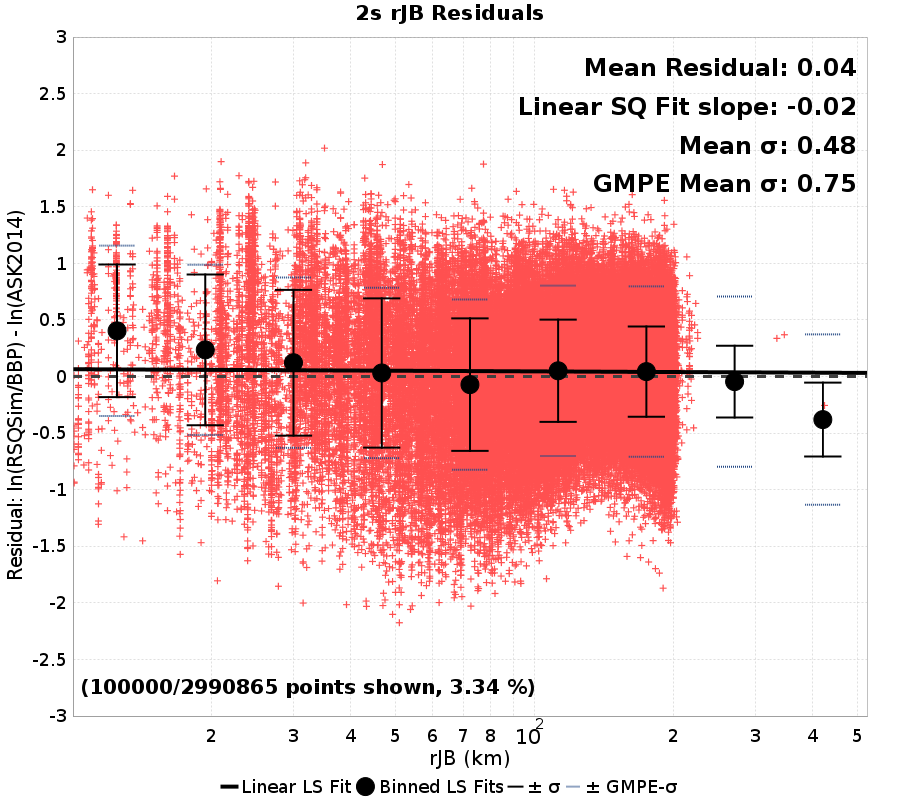 2s rJB Residuals
3
2.5
2
1.5
1
0.5
0
-0.5
-1
-1.5
-2
-2.5
-3
Residual: ln(RSQSim/BBP) - ln(ASK2014)
Mean Residual: 0.04
Linear SQ Fit slope: -0.02
Mean σ: 0.48
GMPE Mean σ: 0.75
(100000/2990865 points shown, 3.34 %)
2 3 4 5 6 7 8 10² 2 3 4 5
rJB (km)
Linear LS Fit Binned LS Fits ± σ ± GMPE-σ